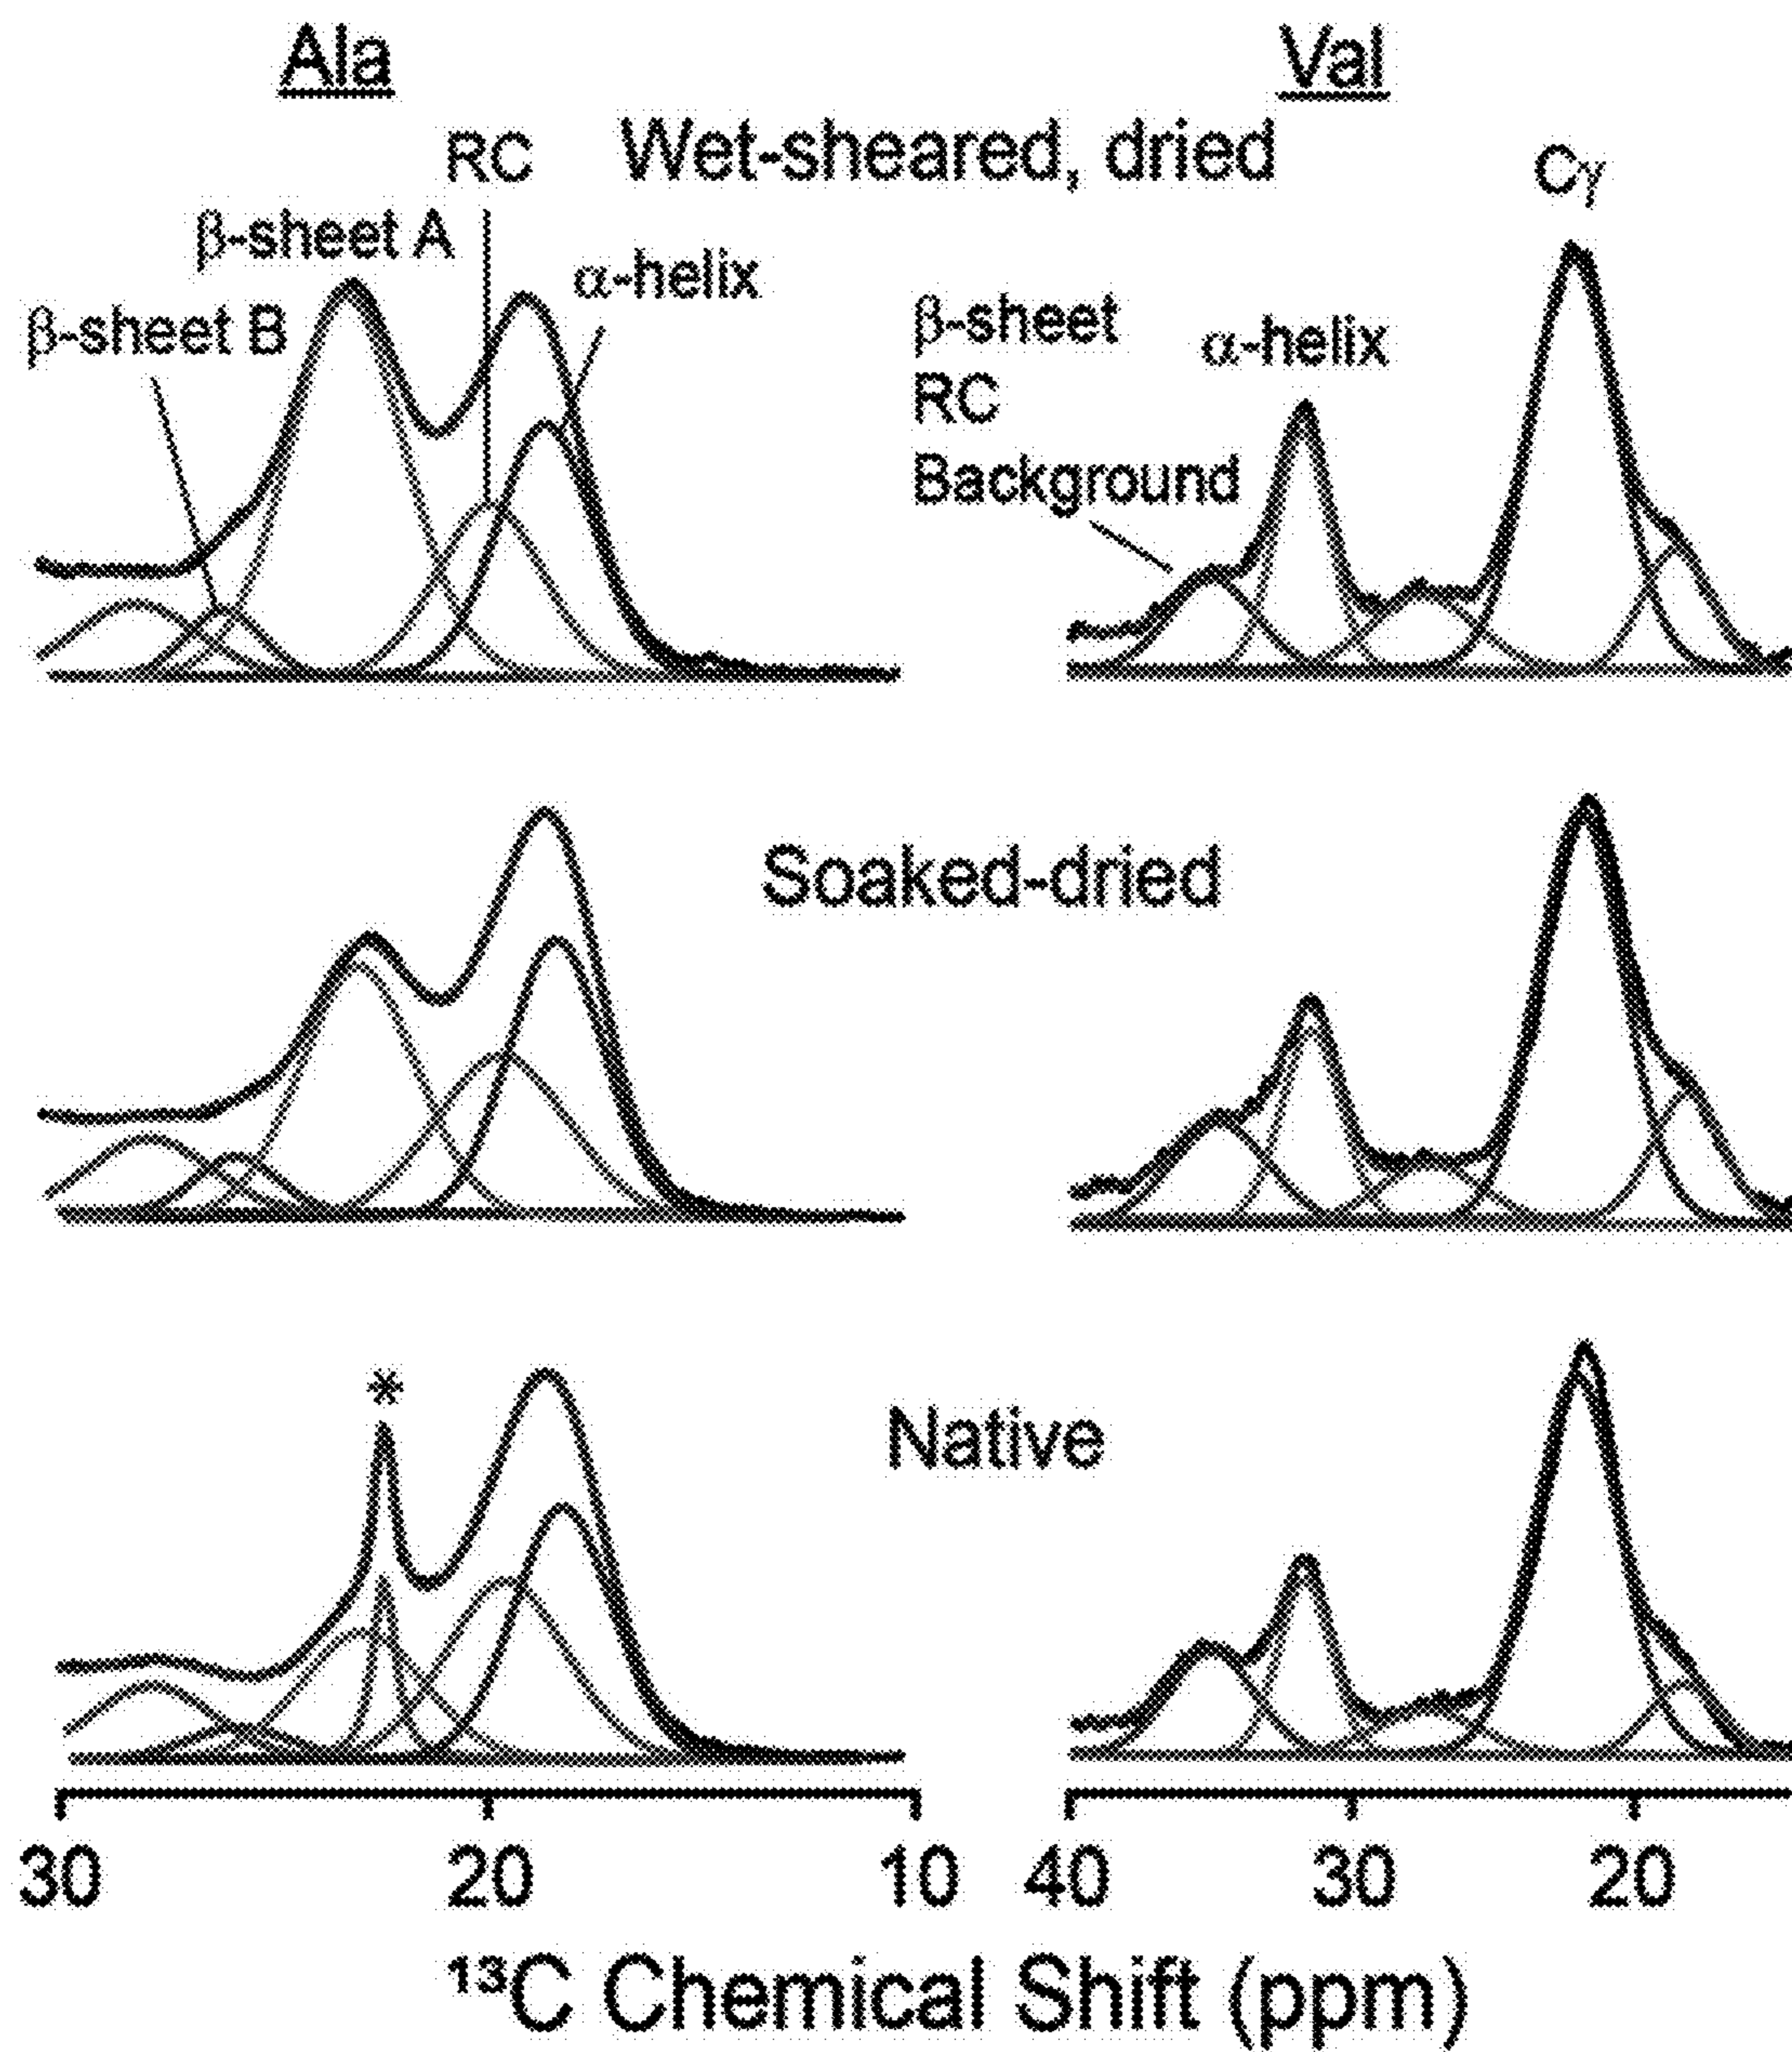 Ala
Val
Wet-sheared, dried
RC
Cγ
β-sheet A
α-helix
β-sheet B
β-sheet
RC
Background
α-helix
Soaked-dried
*
Native
30
20
10
40
30
20
¹³C Chemical Shift (ppm)